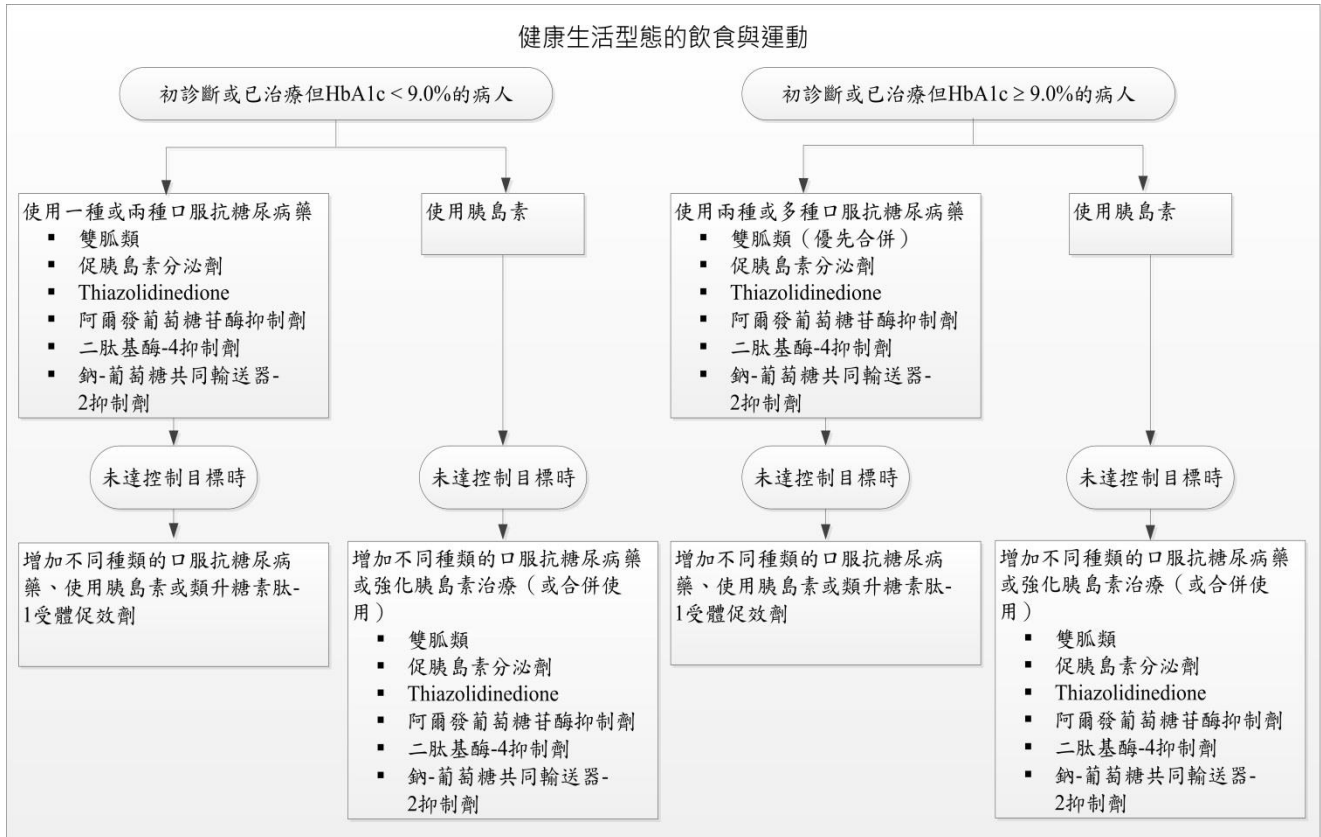 健康生活型態的飲食與運動
初診斷或已治療但HbA1c < 9.0%的病人
初診斷或已治療但HbA1c ≥ 9.0%的病人
使用一種或兩種口服抗糖尿病藥
▪ 雙胍類
▪ 促胰島素分泌劑
▪ Thiazolidinedione
▪ 阿爾發葡萄糖苷酶抑制劑
▪ 二肽基酶-4抑制劑
▪ 鈉-葡萄糖共同輸送器-
2抑制劑
使用胰島素
使用兩種或多種口服抗糖尿病藥
▪ 雙胍類（優先合併）
▪ 促胰島素分泌劑
▪ Thiazolidinedione
▪ 阿爾發葡萄糖苷酶抑制劑
▪ 二肽基酶-4抑制劑
▪ 鈉-葡萄糖共同輸送器-
2抑制劑
使用胰島素
未達控制目標時
未達控制目標時
未達控制目標時
未達控制目標時
增加不同種類的口服抗糖尿病
藥、使用胰島素或類升糖素肽-
1受體促效劑
增加不同種類的口服抗糖尿病藥
或強化胰島素治療（或合併使
用）
▪ 雙胍類
▪ 促胰島素分泌劑
▪ Thiazolidinedione
▪ 阿爾發葡萄糖苷酶抑制劑
▪ 二肽基酶-4抑制劑
▪ 鈉-葡萄糖共同輸送器-
2抑制劑
增加不同種類的口服抗糖尿病
藥、使用胰島素或類升糖素肽-
1受體促效劑
增加不同種類的口服抗糖尿病藥
或強化胰島素治療（或合併使
用）
▪ 雙胍類
▪ 促胰島素分泌劑
▪ Thiazolidinedione
▪ 阿爾發葡萄糖苷酶抑制劑
▪ 二肽基酶-4抑制劑
▪ 鈉-葡萄糖共同輸送器-
2抑制劑